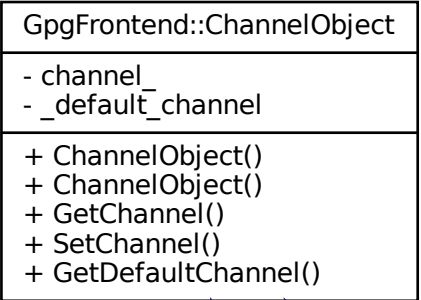 GpgFrontend::ChannelObject
- channel_
- _default_channel
+ ChannelObject()
+ ChannelObject()
+ GetChannel()
+ SetChannel()
+ GetDefaultChannel()